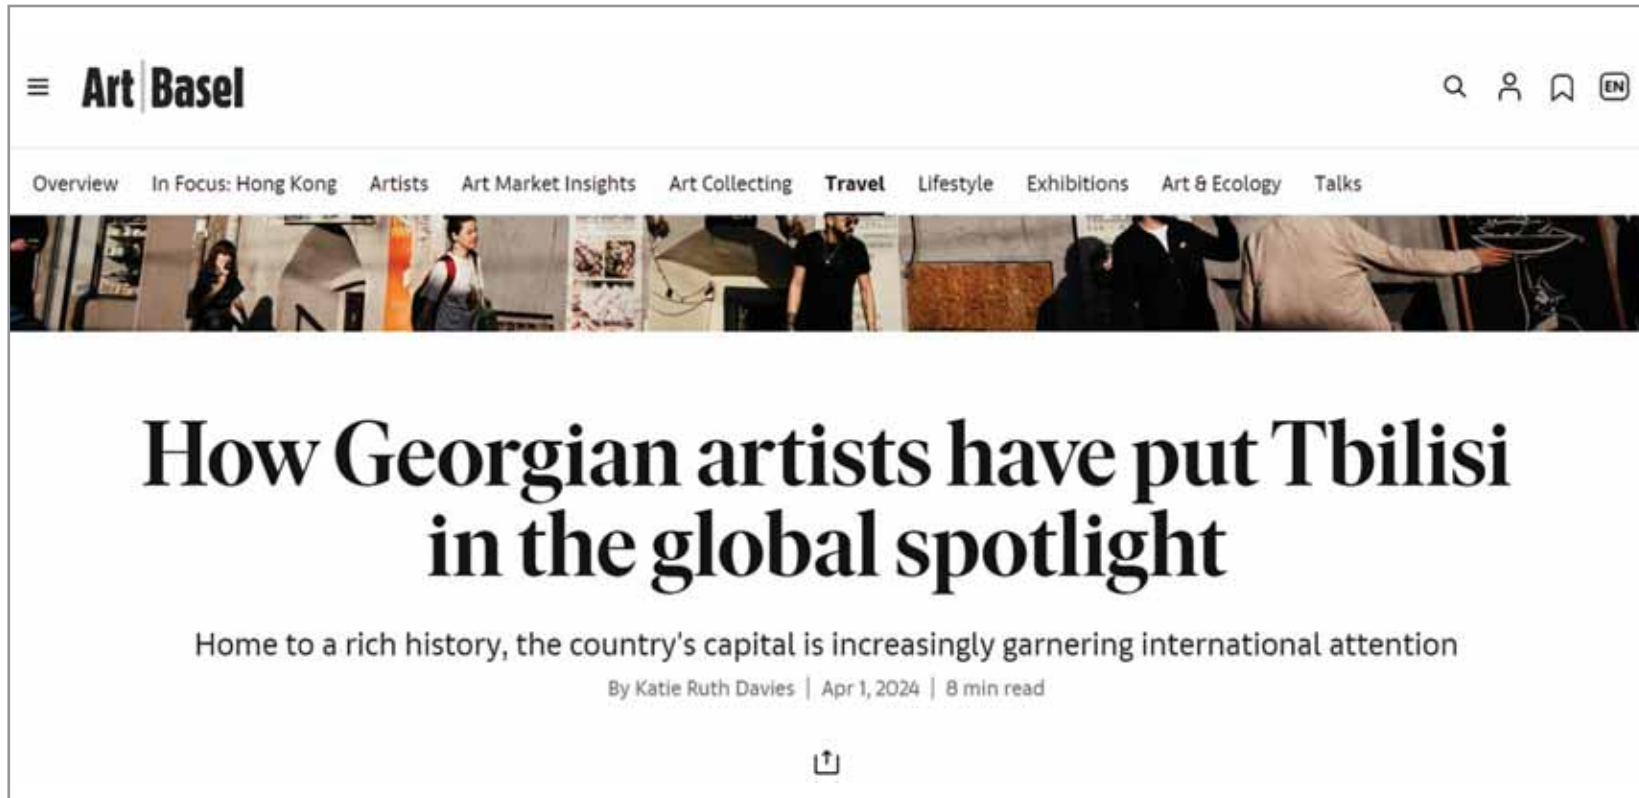 Art Basel
EN
Overview In Focus: Hong Kong Artists Art Market Insights Art Collecting Travel Lifestyle Exhibitions Art & Ecology Talks
How Georgian artists have put Tbilisi
in the global spotlight
Home to a rich history, the country's capital is increasingly garnering international attention
By Katie Ruth Davies | Apr 1, 2024 | 8 min read